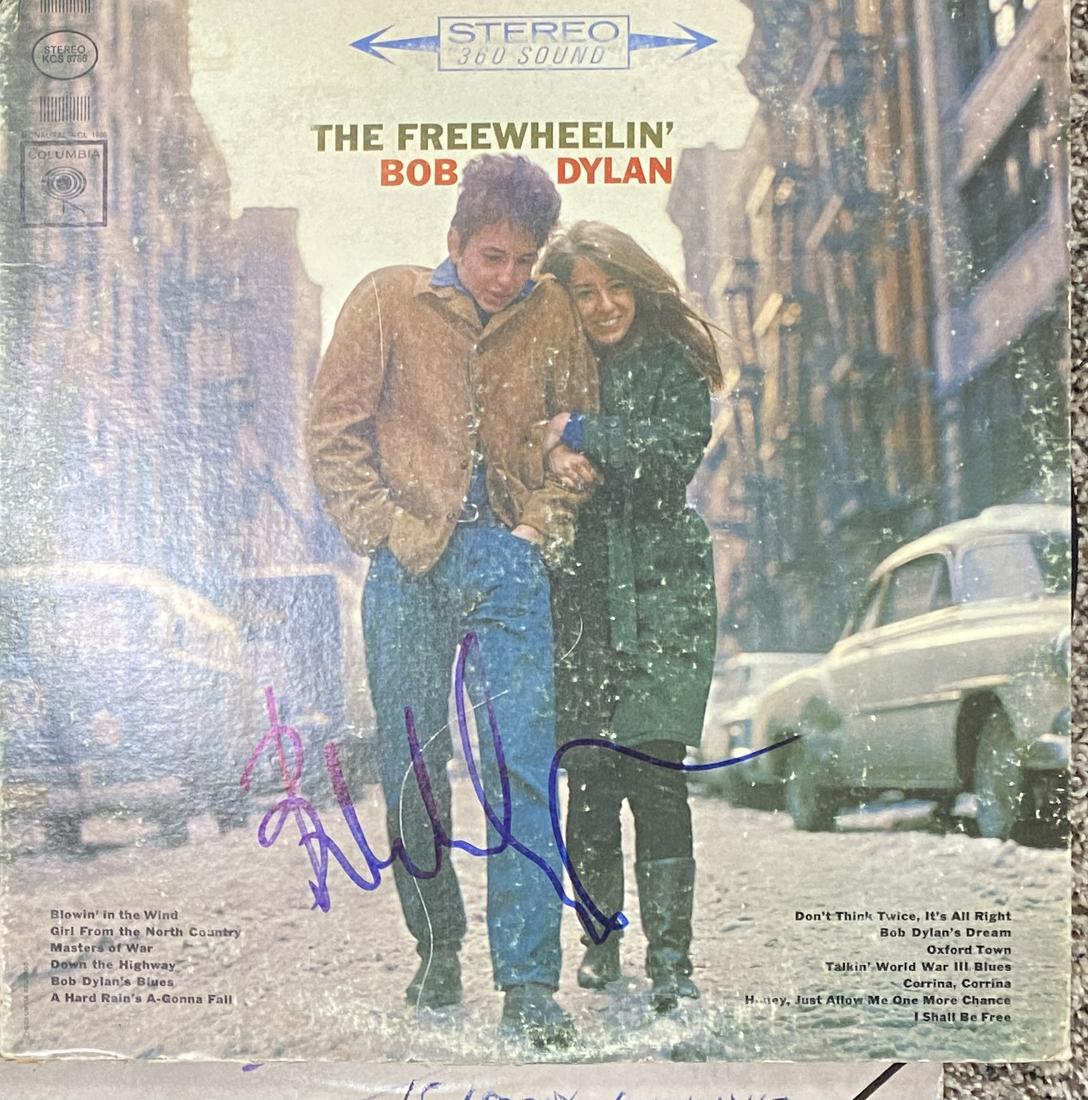 STEREO
360 SOUND
STEREO
KCS 8786
COLUMBIA
THE FREEWHEELIN'
BOB DYLAN
Blowin' in the Wind
Girl From the North Country
Masters of War
Down the Highway
Bob Dylan's Blues
A Hard Rain's A-Gonna Fall
Don't Think Twice, It's All Right
Bob Dylan's Dream
Oxford Town
Talkin' World War III Blues
Corrina, Corrina
Just Allow Me One More Chance
I Shall Be Free